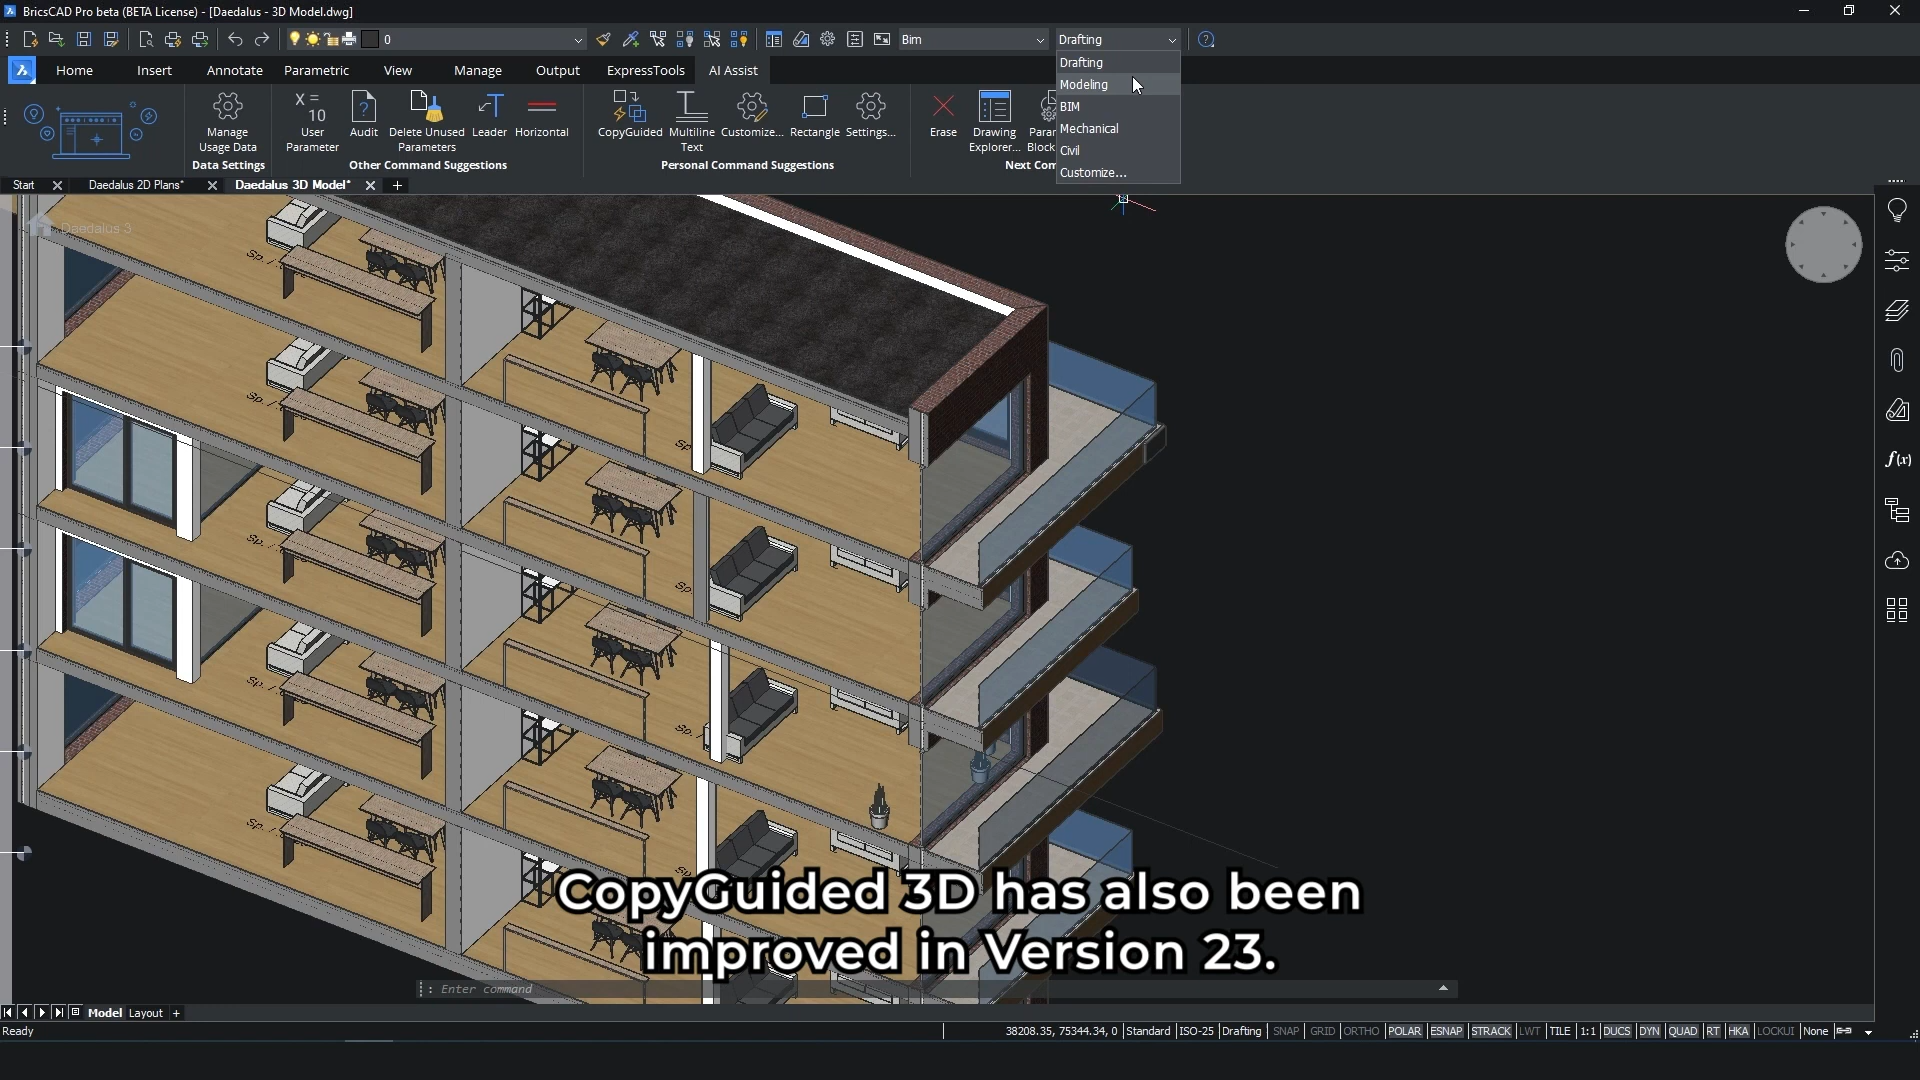 BricsCAD Pro beta (BETA License) - [Daedalus - 3D Model.dwg]
0
Bim
Drafting
Home
Insert
Annotate
Parametric
View
Manage
Output
ExpressTools
AI Assist
Drafting
Modeling
BIM
Mechanical
Civil
Customize...
Manage
Usage Data
X =
10
User
Parameter
Audit
Delete Unused
Parameters
Leader
Horizontal
CopyGuided
Multiline
Text
Customize...
Rectangle
Settings...
Erase
Drawing
Explorer...
Data Settings
Other Command Suggestions
Personal Command Suggestions
Start
Daedalus 2D Plans*
Daedalus 3D Model*
Daedalus 3
f(x)
CopyGuided 3D has also been
improved in Version 23.
: Enter command
Model
Layout
Ready
38208.35, 75344.34, 0
Standard
ISO-25
Drafting
SNAP
GRID
ORTHO
POLAR
ESNAP
STRACK
LWT
TILE
1:1
DUCS
DYN
QUAD
RT
HKA
LOCKUI
None